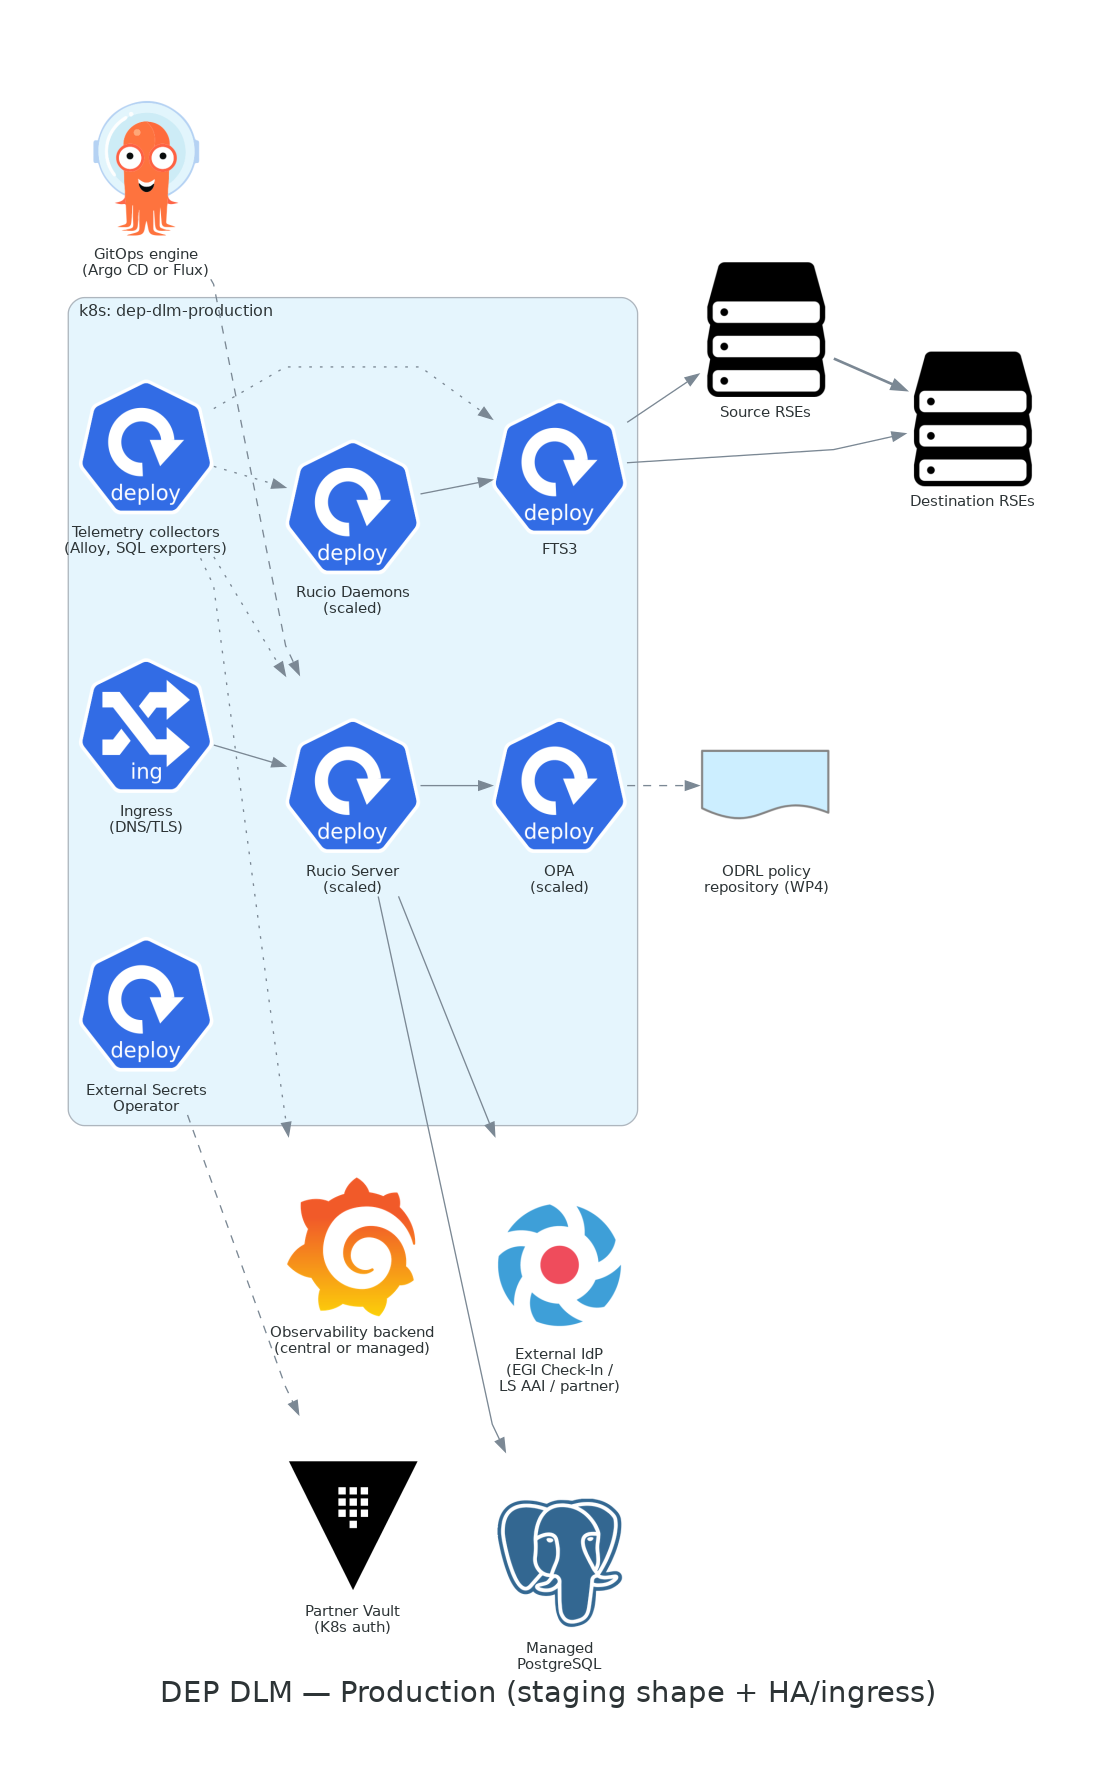 GitOps engine
(Argo CD or Flux)
k8s: dep-dlm-production
Source RSEs
Destination RSEs
deploy
Telemetry collectors
(Alloy, SQL exporters)
deploy
Rucio Daemons
(scaled)
deploy
FTS3
ing
Ingress
(DNS/TLS)
deploy
Rucio Server
(scaled)
deploy
OPA
(scaled)
ODRL policy
repository (WP4)
deploy
External Secrets
Operator
Observability backend
(central or managed)
External IdP
(EGI Check-In /
LS AAI / partner)
Partner Vault
(K8s auth)
Managed
PostgreSQL
DEP DLM — Production (staging shape + HA/ingress)